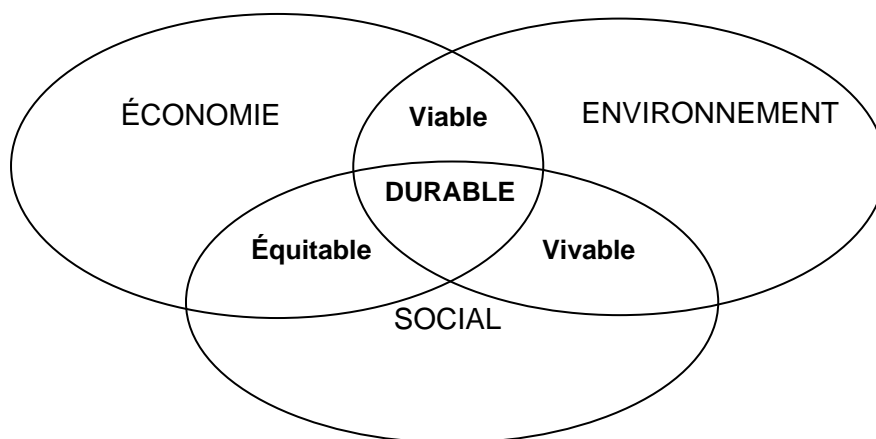 ÉCONOMIE
Viable
ENVIRONNEMENT
DURABLE
Équitable
Vivable
SOCIAL